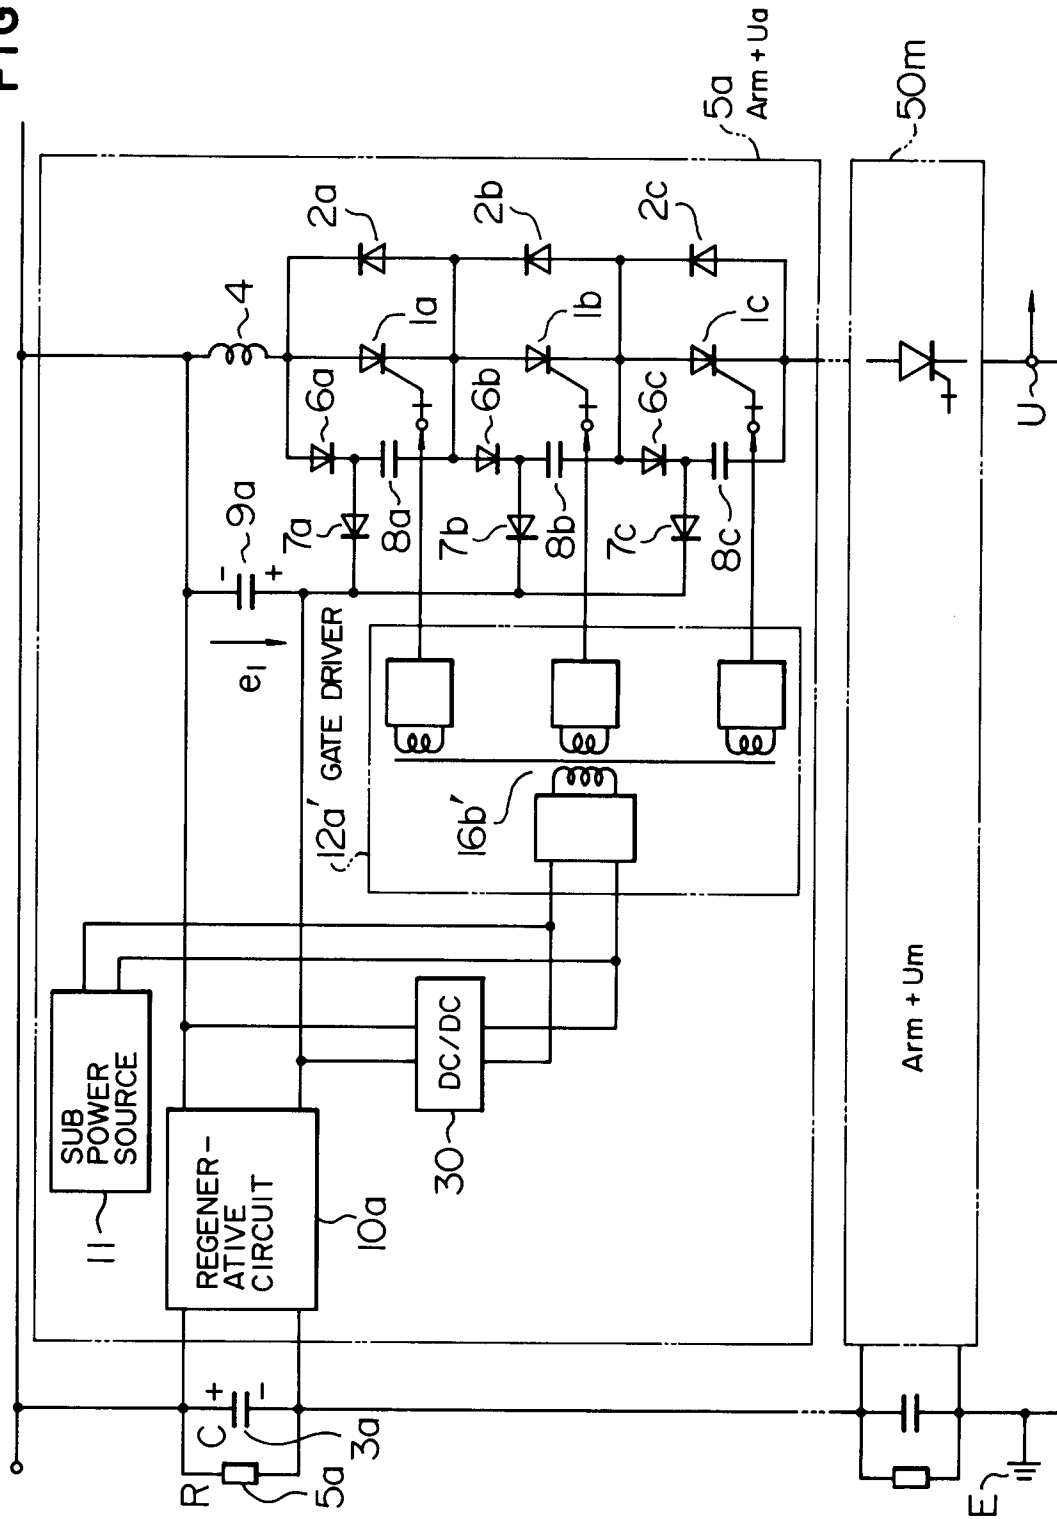 FIG
5a
Arm + Ua
50m
2a
2b
2c
4
1a
1b
1c
6a
6b
6c
9a
-
+
7a
8a
7b
8b
7c
8c
e1
12a' GATE DRIVER
16b'
U
SUB
POWER
SOURCE
11
REGENER-
ATIVE
CIRCUIT
10a
DC/DC
30
Arm + Um
C
+
-
3a
R
5a
E